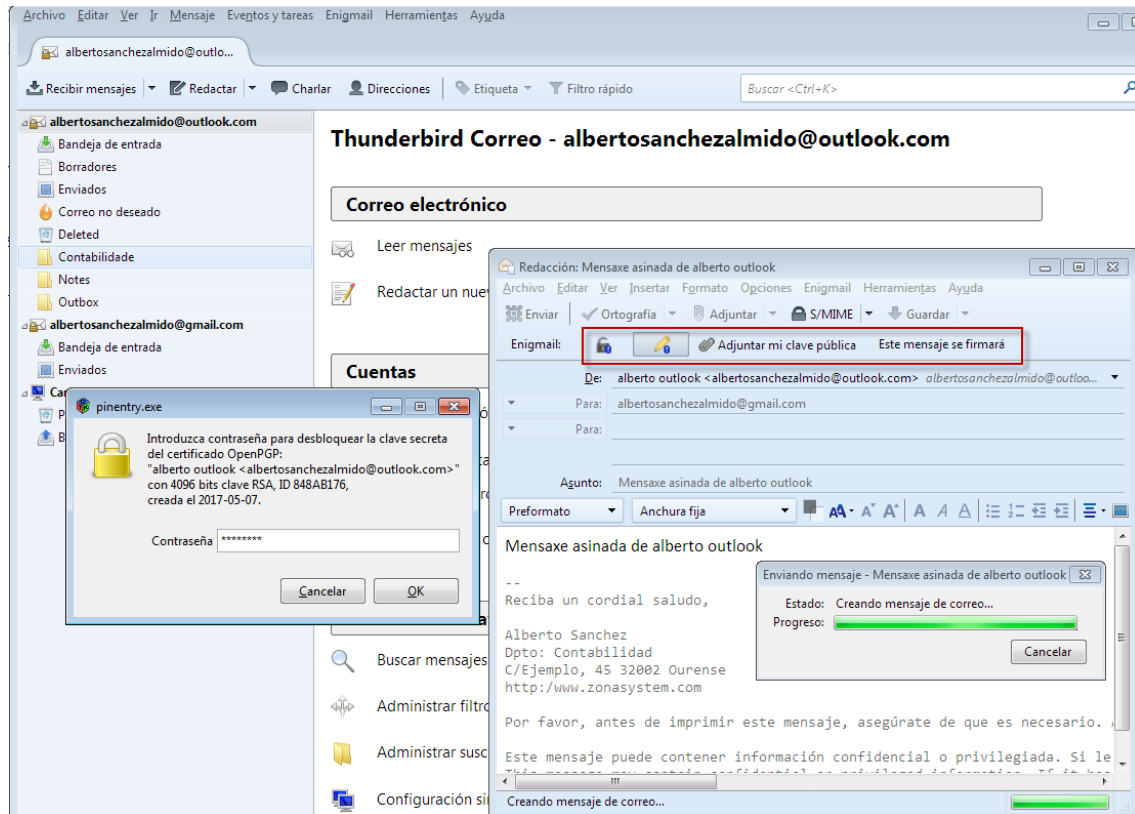 Archivo Editar Ver Ir Mensaje Eventos y tareas Enigmail Herramientas Ayuda
albertosanchezalmido@outlo...
Recibir mensajes Redactar Charlar Direcciones Etiqueta Filtro rápido Buscar <Ctrl+K>
albertosanchezalmido@outlook.com
Bandeja de entrada
Borradores
Enviados
Correo no deseado
Deleted
Contabilidade
Notes
Outbox
albertosanchezalmido@gmail.com
Bandeja de entrada
Enviados
Car
P
B
Thunderbird Correo - albertosanchezalmido@outlook.com
Correo electrónico
Leer mensajes
Redactar un nue
Cuentas
Buscar mensajes
Administrar filtro
Administrar susc
Configuración si
pinentry.exe
Introduzca contraseña para desbloquear la clave secreta
del certificado OpenPGP:
"alberto outlook <albertosanchezalmido@outlook.com>"
con 4096 bits clave RSA, ID 848AB176,
creada el 2017-05-07.
Contraseña ********
Cancelar OK
Redacción: Mensaxe asinada de alberto outlook
Archivo Editar Ver Insertar Formato Opciones Enigmail Herramientas Ayuda
Enviar Ortografía Adjuntar S/MIME Guardar
Enigmail: Adjuntar mi clave pública Este mensaje se firmará
De: alberto outlook <albertosanchezalmido@outlook.com> albertosanchezalmido@outloo...
Para: albertosanchezalmido@gmail.com
Para:
Asunto: Mensaxe asinada de alberto outlook
Preformato Anchura fija
Mensaxe asinada de alberto outlook
--
Reciba un cordial saludo,
Alberto Sanchez
Dpto: Contabilidad
C/Ejemplo, 45 32002 Ourense
http:/www.zonasystem.com
Por favor, antes de imprimir este mensaje, asegúrate de que es necesario.
Este mensaje puede contener información confidencial o privilegiada. Si le
Enviando mensaje - Mensaxe asinada de alberto outlook
Estado: Creando mensaje de correo...
Progreso:
Cancelar
Creando mensaje de correo...